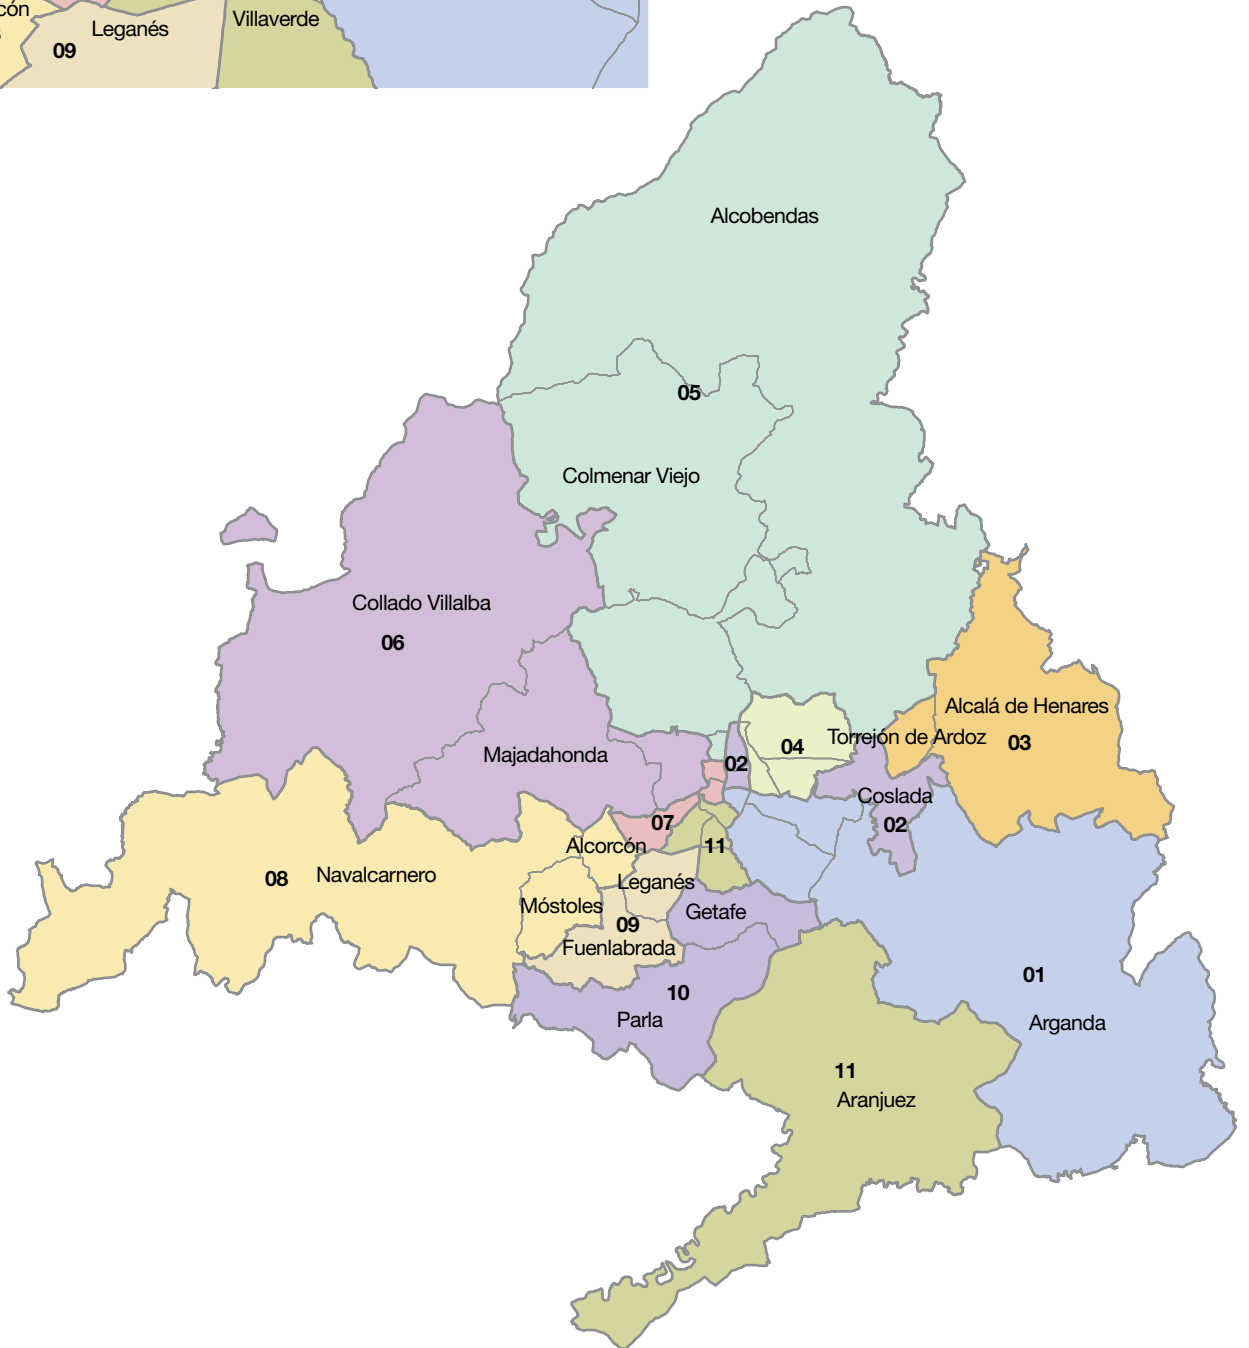 cón
Leganés
09
Villaverde
Alcobendas
05
Colmenar Viejo
Collado Villalba
06
Alcalá de Henares
Torrejón de Ardoz
03
04
02
Majadahonda
Coslada
02
07
Alcorcón
11
08
Navalcarnero
Leganés
Móstoles
Getafe
09
Fuenlabrada
01
10
Parla
Arganda
11
Aranjuez